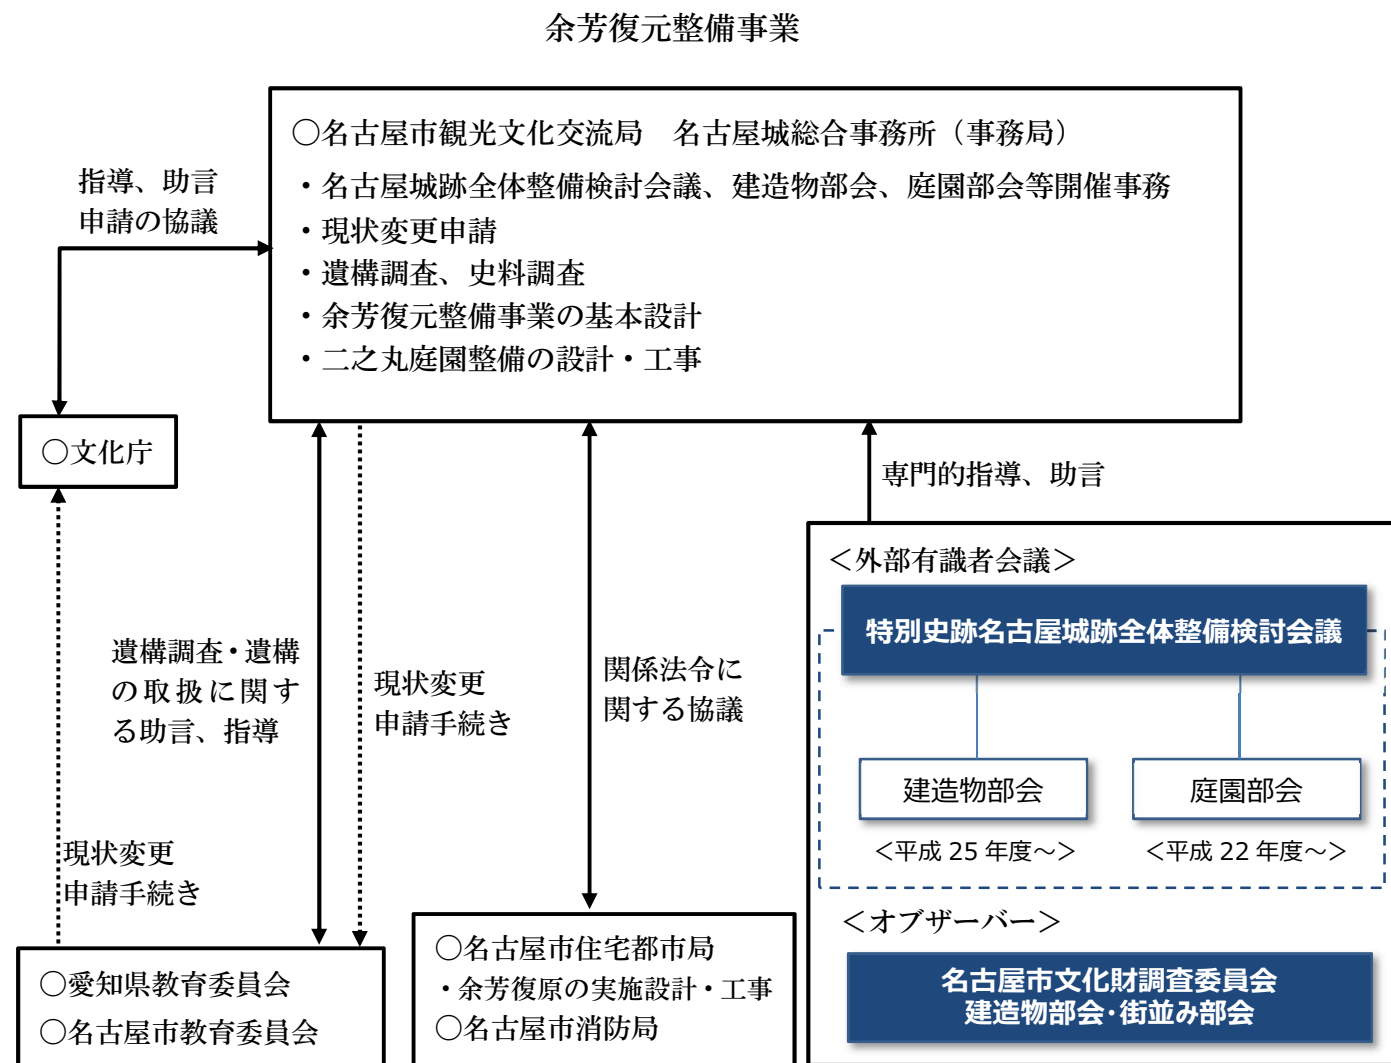 余芳復元整備事業
○名古屋市観光文化交流局　名古屋城総合事務所（事務局）
・名古屋城跡全体整備検討会議、建造物部会、庭園部会等開催事務
・現状変更申請
・遺構調査、史料調査
・余芳復元整備事業の基本設計
・二之丸庭園整備の設計・工事
指導、助言
申請の協議
○文化庁
専門的指導、助言
遺構調査・遺構
の取扱に関す
る助言、指導
現状変更
申請手続き
関係法令に
関する協議
現状変更
申請手続き
○愛知県教育委員会
○名古屋市教育委員会
○名古屋市住宅都市局
・余芳復原の実施設計・工事
○名古屋市消防局
＜外部有識者会議＞
特別史跡名古屋城跡全体整備検討会議
建造物部会
庭園部会
＜平成 25 年度～＞
＜平成 22 年度～＞
＜オブザーバー＞
名古屋市文化財調査委員会
建造物部会・街並み部会